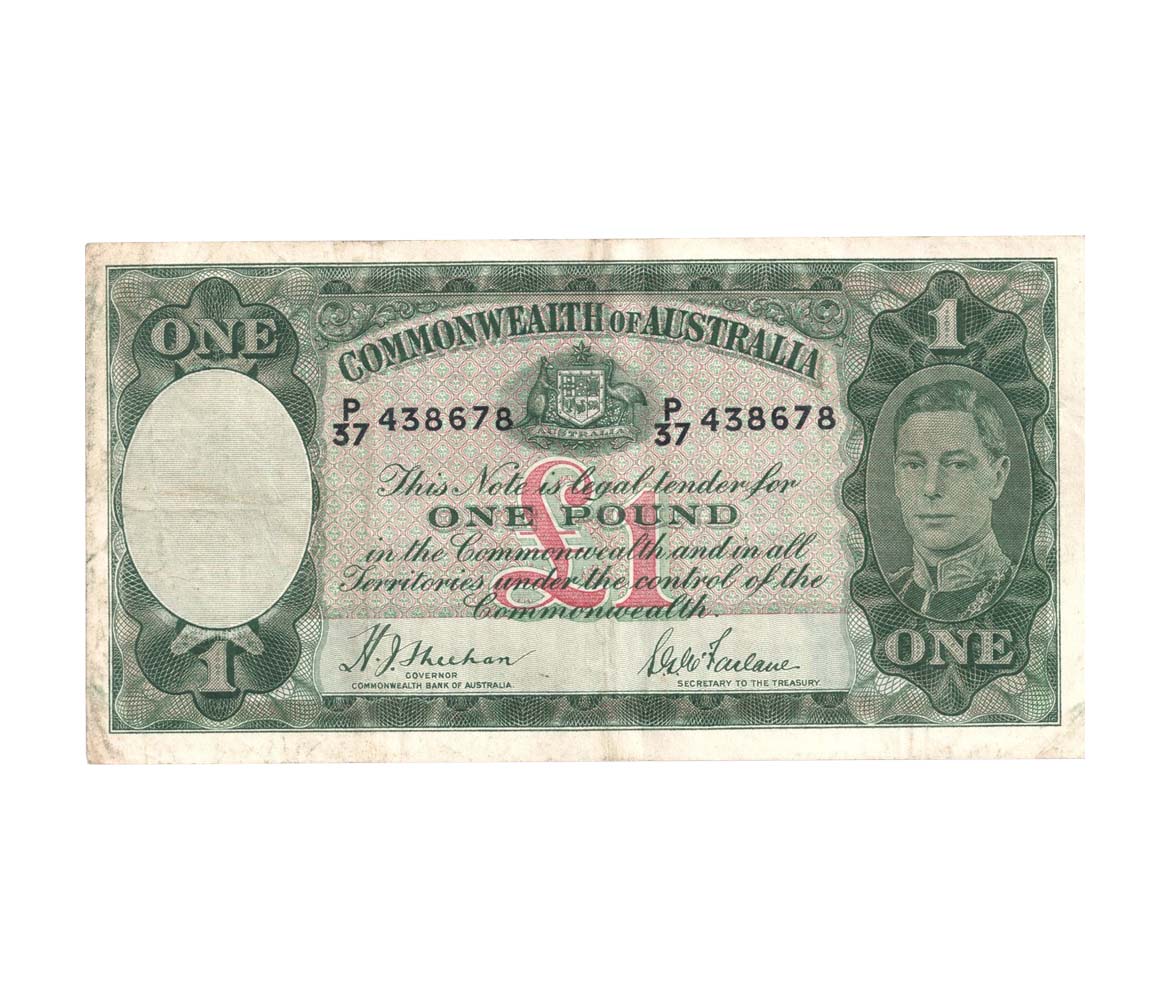 ONE
1
COMMONWEALTH OF AUSTRALIA
AUSTRALIA
P/37 438678 P/37 438678
This Note is legal tender for
ONE POUND
£1
in the Commonwealth and in all
Territories under the control of the
Commonwealth.
H.J. Sheehan
GOVERNOR
COMMONWEALTH BANK OF AUSTRALIA.
S.G. McFarlane
SECRETARY TO THE TREASURY.
1
ONE